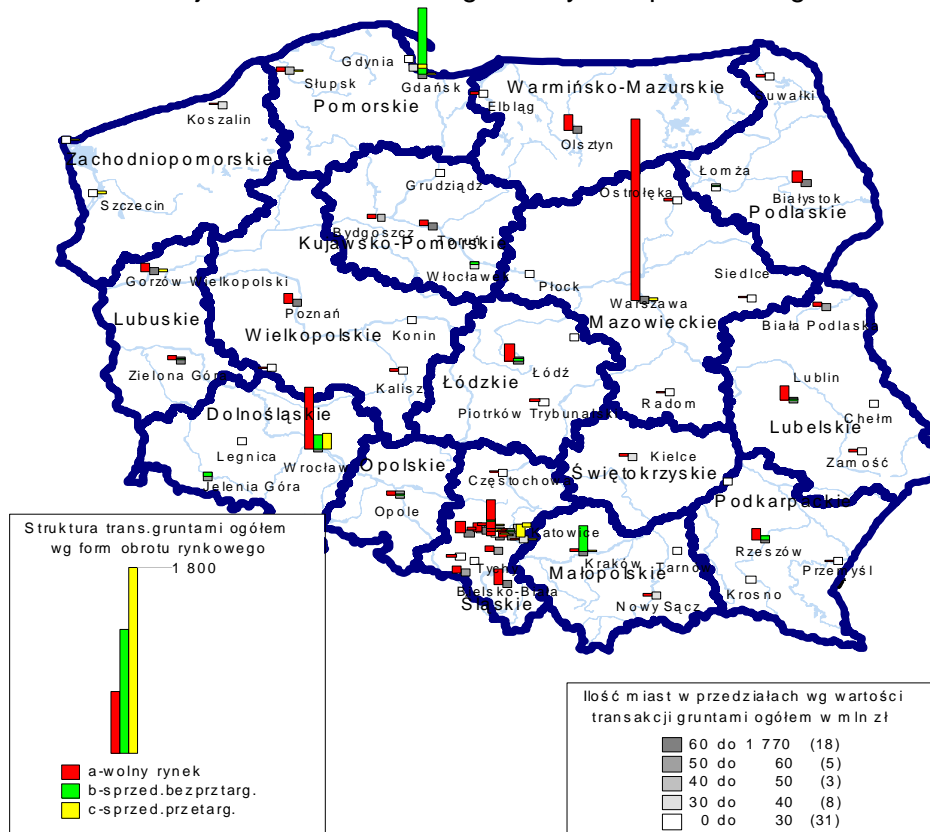 Gdynia
Słupsk
Gdańsk
Pomorskie
Koszalin
Elbląg
Warmińsko-Mazurskie
Olsztyn
Suwałki
Zachodniopomorskie
Szczecin
Grudziądz
Ostrołęka
Łomża
Białystok
Podlaskie
Bydgoszcz
Toruń
Kujawsko-Pomorskie
Włocławek
Płock
Siedlce
Gorzów Wielkopolski
Lubuskie
Poznań
Wielkopolskie
Konin
Warszawa
Mazowieckie
Biała Podlaska
Zielona Góra
Kalisz
Łódź
Łódzkie
Piotrków Trybunalski
Radom
Lublin
Chełm
Lubelskie
Zamość
Dolnośląskie
Legnica
Wrocław
Jelenia Góra
Opolskie
Opole
Częstochowa
Kielce
Świętokrzyskie
Podkarpackie
Katowice
Tychy
Bielsko-Biała
Śląskie
Kraków
Tarnów
Małopolskie
Nowy Sącz
Rzeszów
Przemyśl
Krosno
Struktura trans.gruntami ogółem
wg form obrotu rynkowego
1 800
a-wolny rynek
b-sprzed.bezprztarg.
c-sprzed.przetarg.
Ilość miast w przedziałach wg wartości
transakcji gruntami ogółem w mln zł
60 do 1 770 (18)
50 do 60 (5)
40 do 50 (3)
30 do 40 (8)
0 do 30 (31)